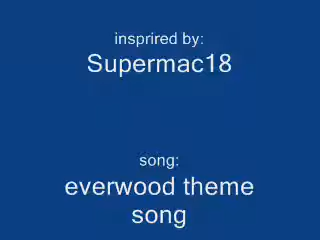 insprired by:
Supermac18
song:
everwood theme
song